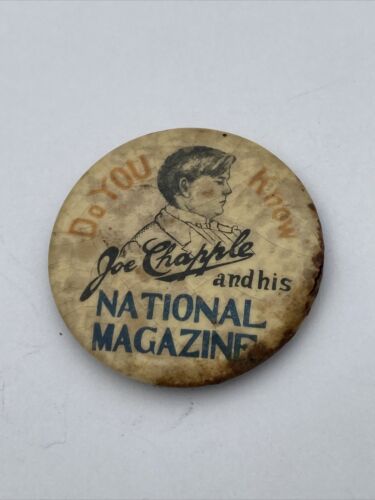 Do YOU Know
Joe Chapple
and his
NATIONAL
MAGAZINE